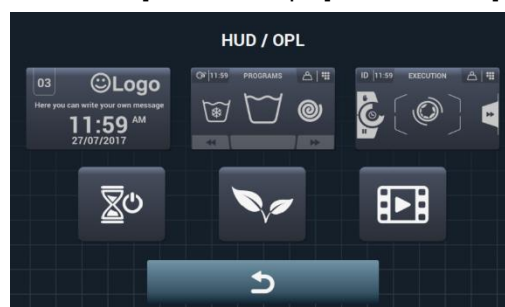 HUD / OPL
03
Logo
Here you can write your own message
11:59 AM
27/07/2017
11:59 PROGRAMS
ID 11:59 EXECUTION